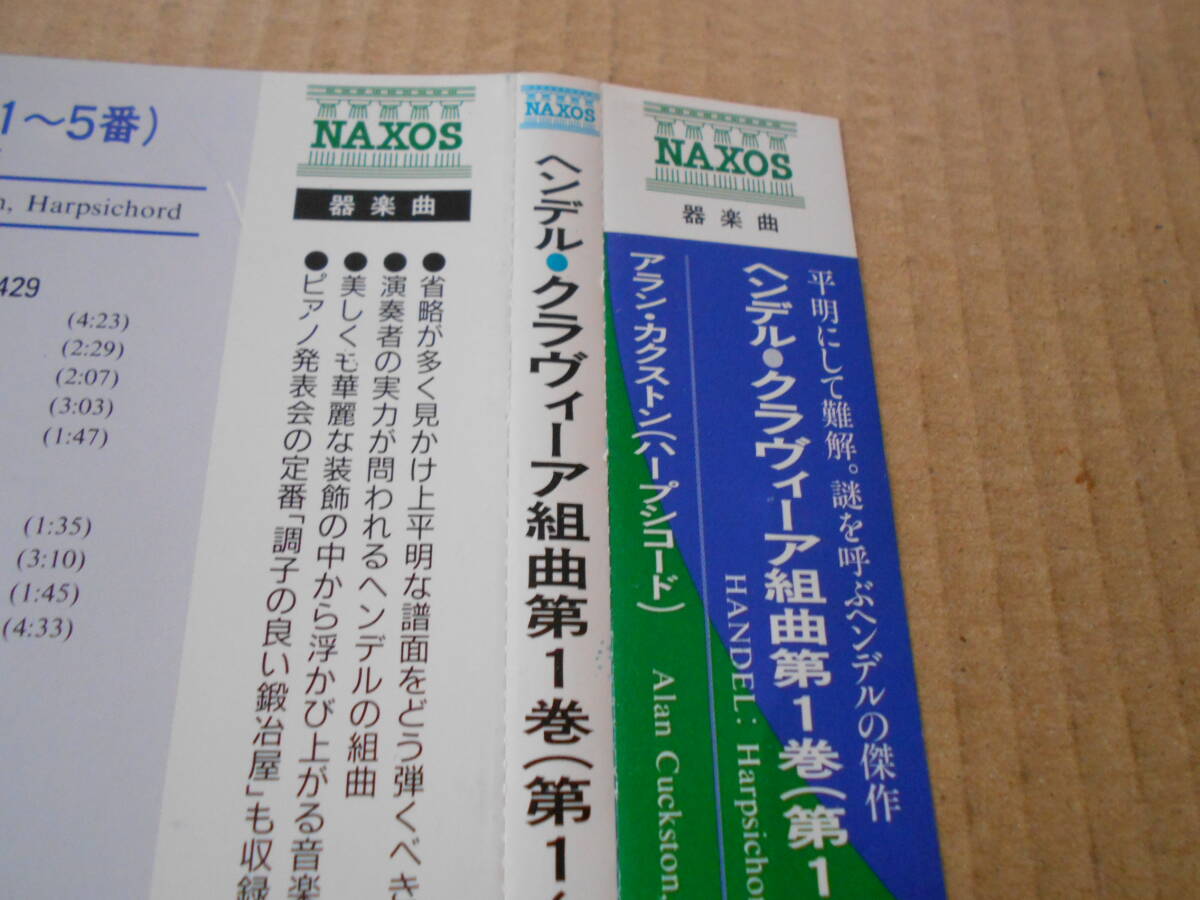 1〜5番)
, Harpsichord
429
(4:23)
(2:29)
(2:07)
(3:03)
(1:47)
(1:35)
(3:10)
(1:45)
(4:33)
NAXOS
器楽曲
●省略が多く見かけ上平明な譜面をどう弾くべき
●演奏者の実力が問われるヘンデルの組曲
●美しくも華麗な装飾の中から浮かび上がる音楽
●ピアノ発表会の定番「調子の良い鍛冶屋」も収録
NAXOS
ヘンデル●クラヴィーア組曲第1巻(第1
NAXOS
器楽曲
平明にして難解。謎を呼ぶヘンデルの傑作
ヘンデル●クラヴィーア組曲第1巻(第1
HANDEL: Harpsichor
アラン・カクストン(ハープシコード)
Alan Cuckston,